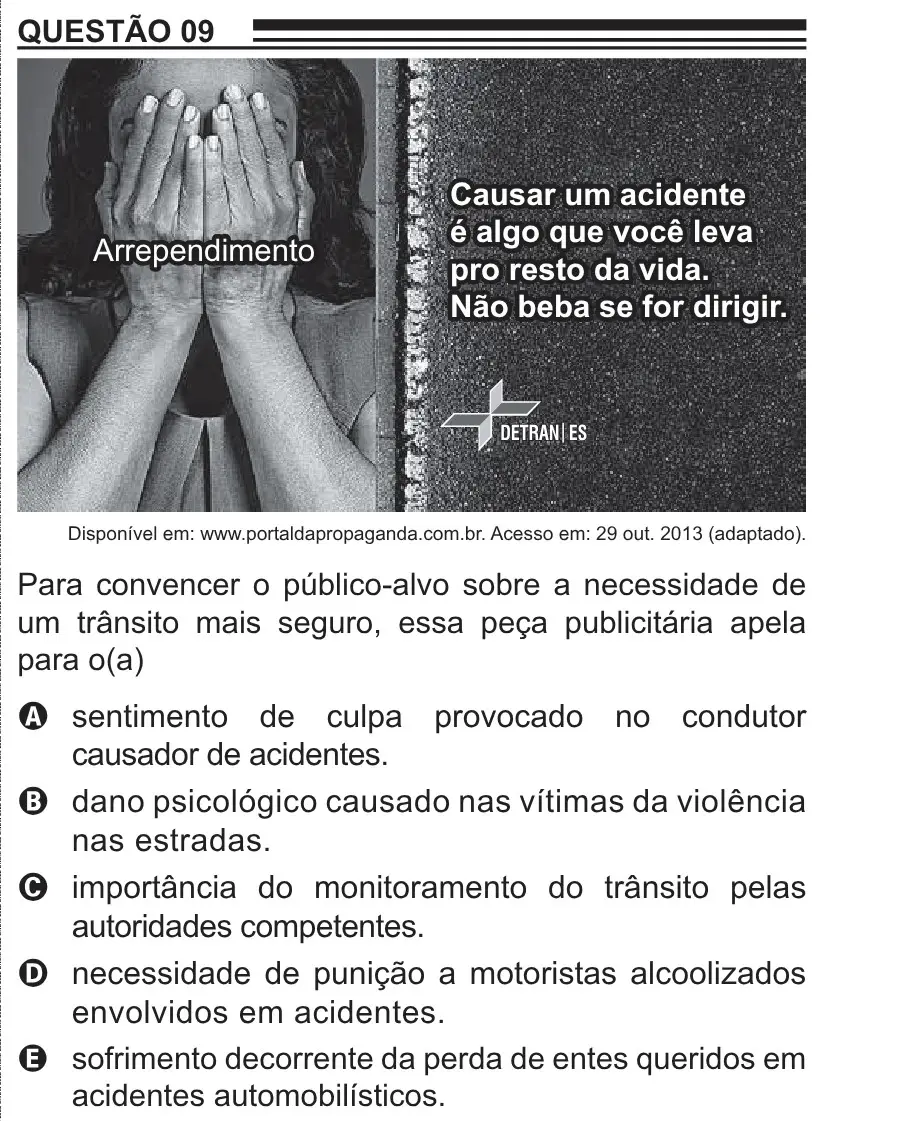 QUESTÃO 09
Arrependimento
Causar um acidente
é algo que você leva
pro resto da vida.
Não beba se for dirigir.
DETRAN|ES
Disponível em: www.portaldapropaganda.com.br. Acesso em: 29 out. 2013 (adaptado).
Para convencer o público-alvo sobre a necessidade de
um trânsito mais seguro, essa peça publicitária apela
para o(a)
A sentimento de culpa provocado no condutor
causador de acidentes.
B dano psicológico causado nas vítimas da violência
nas estradas.
C importância do monitoramento do trânsito pelas
autoridades competentes.
D necessidade de punição a motoristas alcoolizados
envolvidos em acidentes.
E sofrimento decorrente da perda de entes queridos em
acidentes automobilísticos.